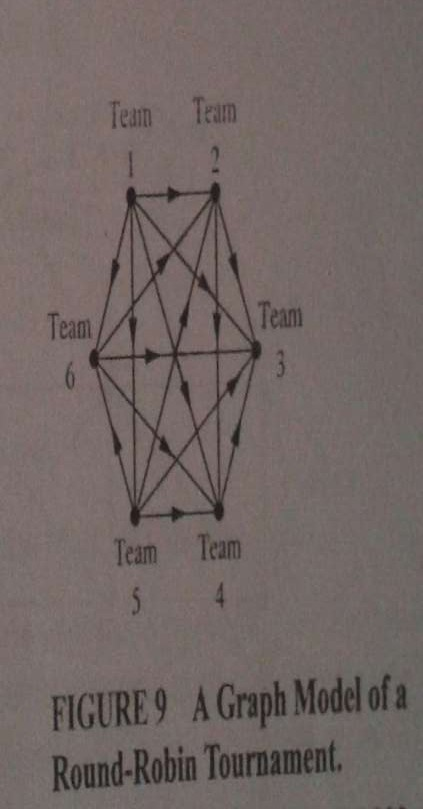 Team Team
1 2
Team Team
6 3
Team Team
5 4
FIGURE 9 A Graph Model of a
Round-Robin Tournament.